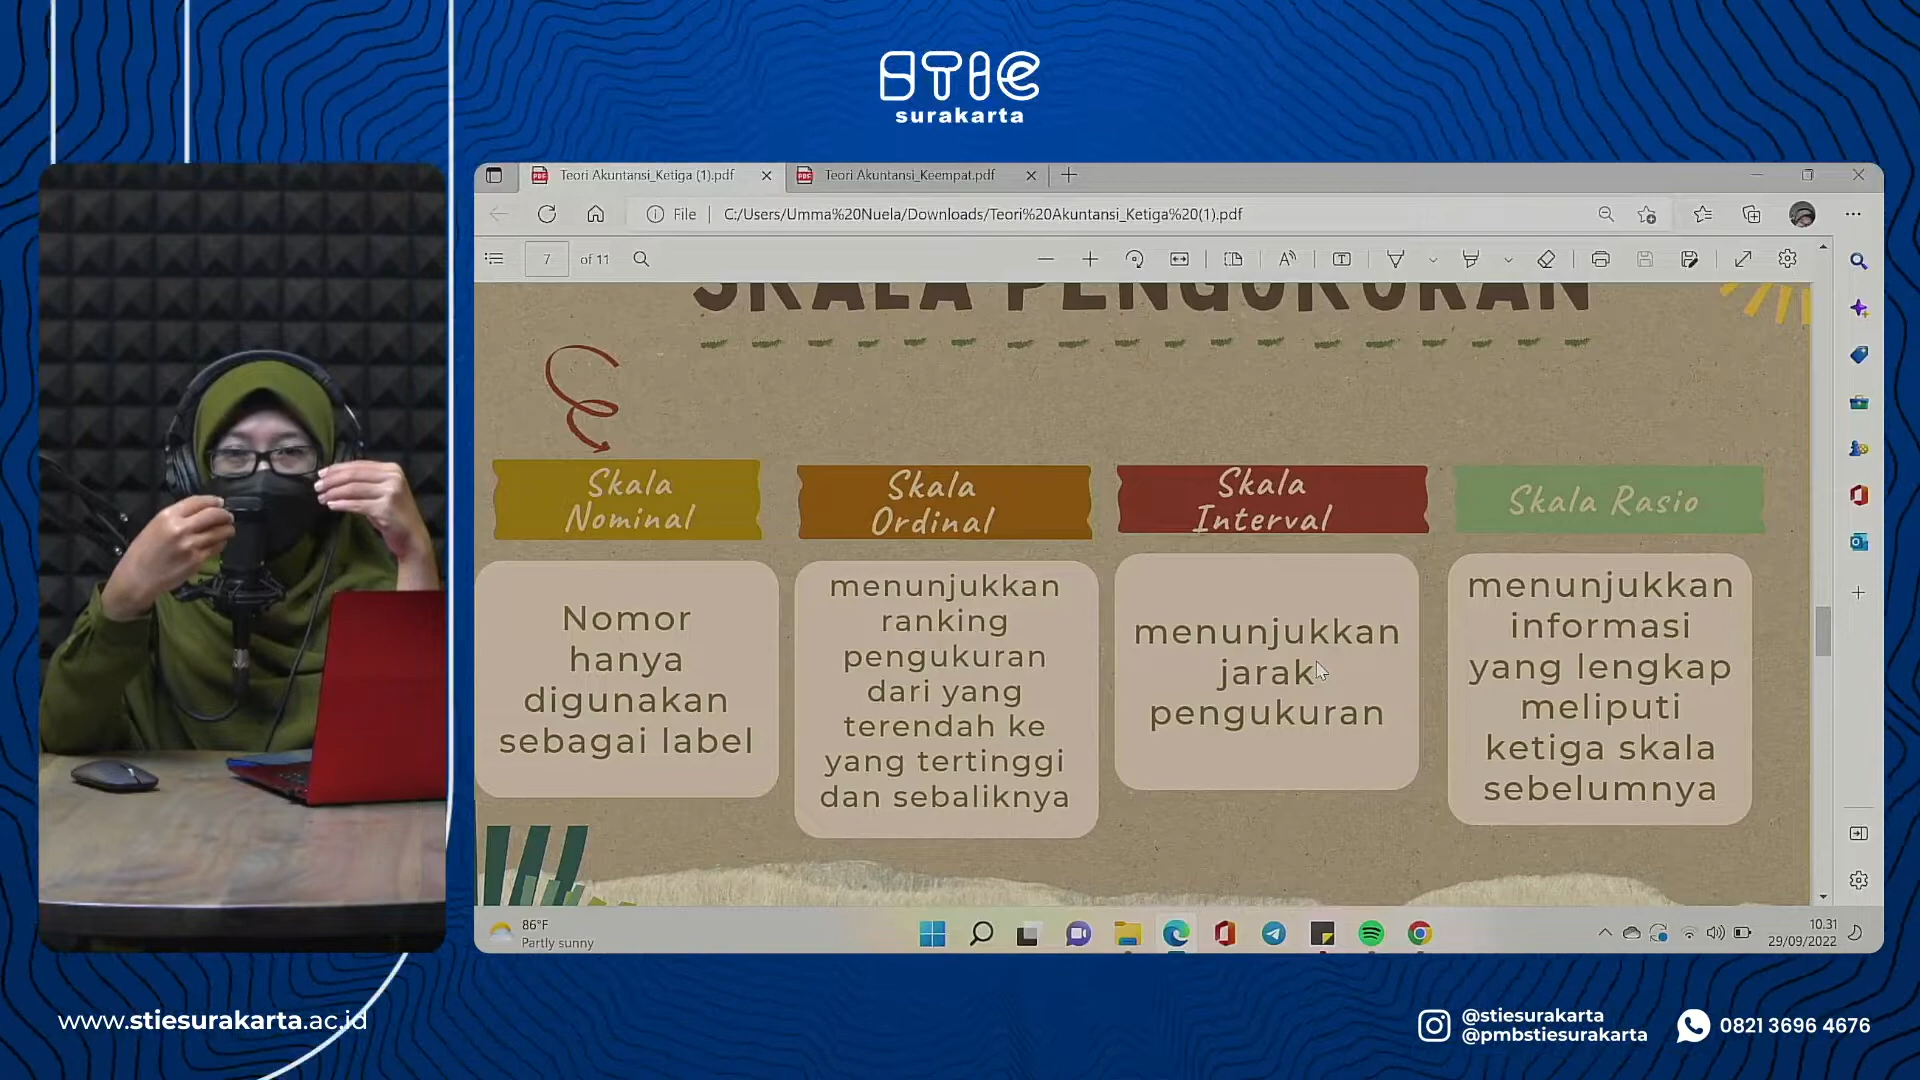 STIE
surakarta
Teori Akuntansi_Ketiga (1).pdf
Teori Akuntansi_Keempat.pdf
File
C:/Users/Umma%20Nuela/Downloads/Teori%20Akuntansi_Ketiga%20(1).pdf
7 of 11
SKALA PENGUKURAN
Skala
Nominal
Nomor
hanya
digunakan
sebagai label
Skala
Ordinal
menunjukkan
ranking
pengukuran
dari yang
terendah ke
yang tertinggi
dan sebaliknya
Skala
Interval
menunjukkan
jarak
pengukuran
Skala Rasio
menunjukkan
informasi
yang lengkap
meliputi
ketiga skala
sebelumnya
86°F
Partly sunny
10.31
29/09/2022
www.stiesurakarta.ac.id
@stiesurakarta
@pmbstiesurakarta
0821 3696 4676